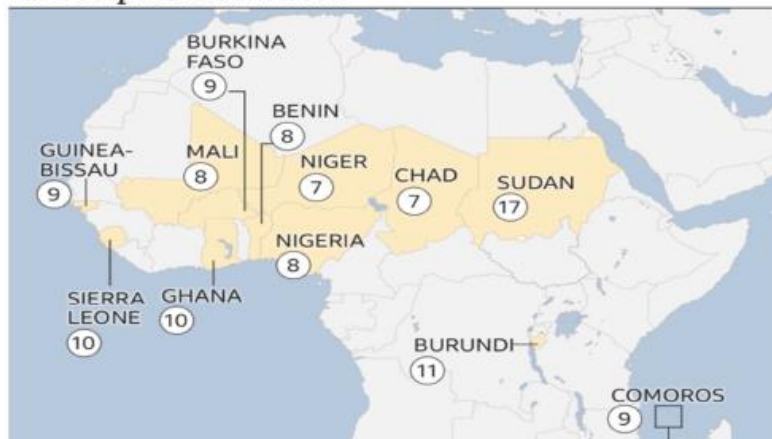 BURKINA
FASO
9
BENIN
8
GUINEA-
BISSAU
9
MALI
8
NIGER
7
CHAD
7
SUDAN
17
NIGERIA
8
SIERRA
LEONE
10
GHANA
10
BURUNDI
11
COMOROS
9